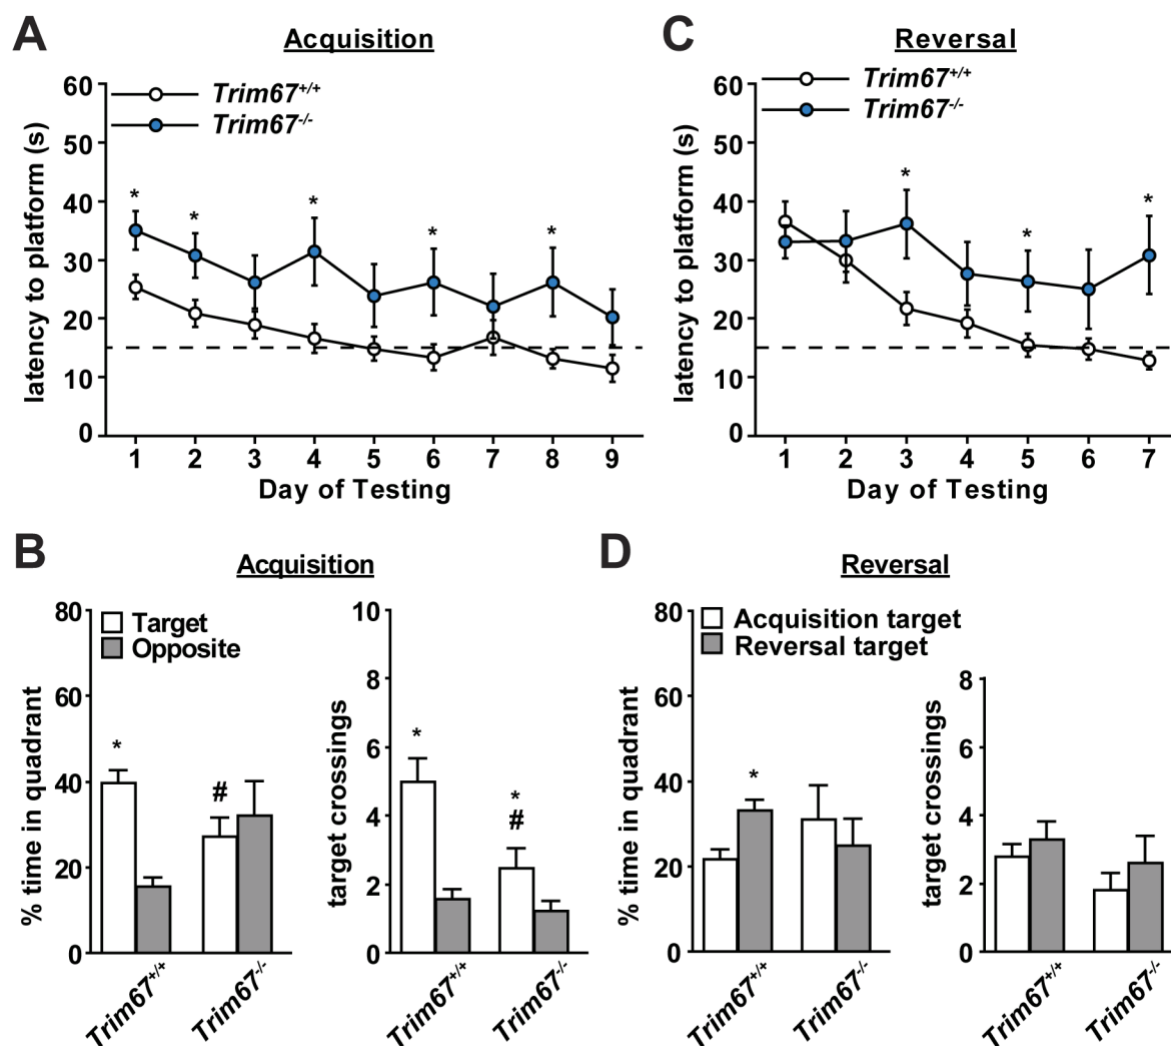 A
Acquisition
60
50
40
30
20
10
0
latency to platform (s)
Trim67+/+
Trim67-/-
*
*
*
*
*
1 2 3 4 5 6 7 8 9
Day of Testing
C
Reversal
60
50
40
30
20
10
0
latency to platform (s)
Trim67+/+
Trim67-/-
*
*
*
1 2 3 4 5 6 7
Day of Testing
B
Acquisition
80
60
40
20
0
% time in quadrant
Target
Opposite
*
#
Trim67+/+
Trim67-/-
10
8
6
4
2
0
target crossings
*
*
#
Trim67+/+
Trim67-/-
D
Reversal
80
60
40
20
0
% time in quadrant
Acquisition target
Reversal target
*
Trim67+/+
Trim67-/-
8
6
4
2
0
target crossings
Trim67+/+
Trim67-/-